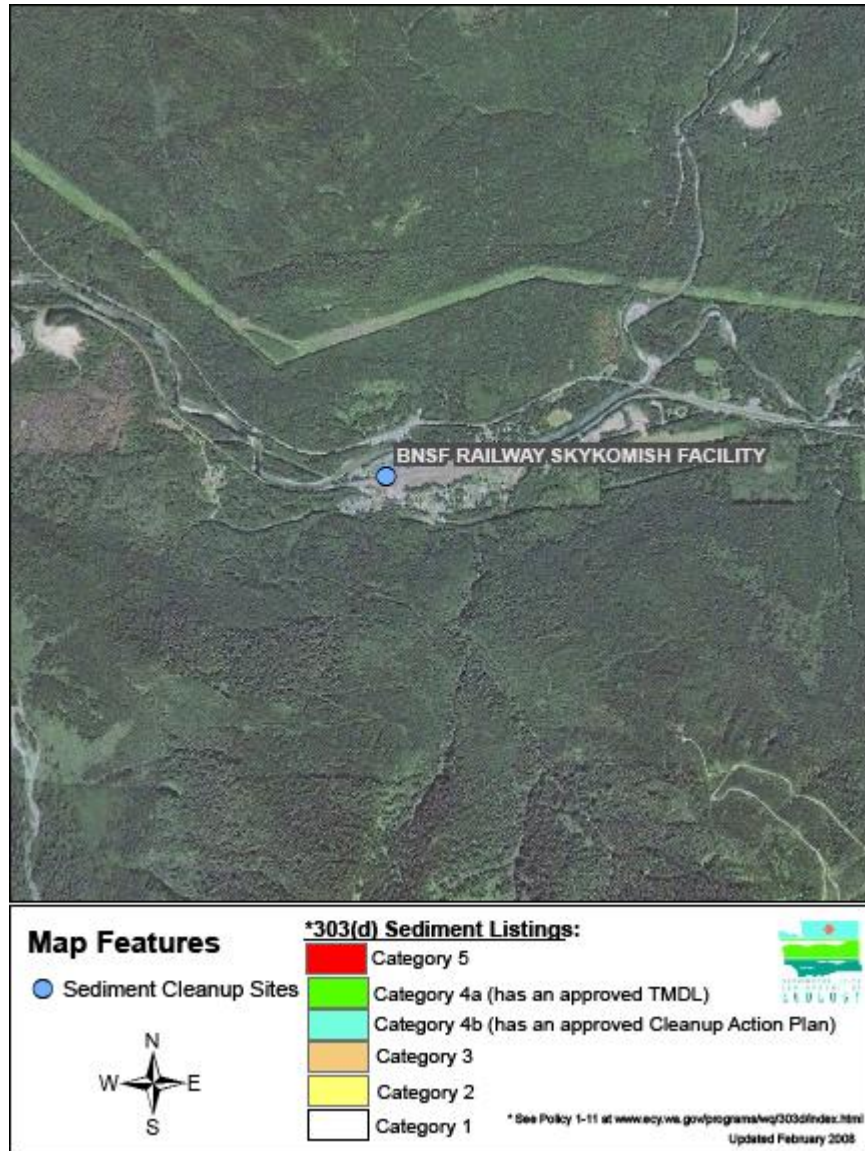 BNSF RAILWAY SKYKOMISH FACILITY
Map Features
Sediment Cleanup Sites
N
W E
S
*303(d) Sediment Listings:
Category 5
Category 4a (has an approved TMDL)
Category 4b (has an approved Cleanup Action Plan)
Category 3
Category 2
Category 1
ECOLOGY
* See Policy 1-11 at www.ecy.wa.gov/programs/wq/303d/index.html
Updated February 2008